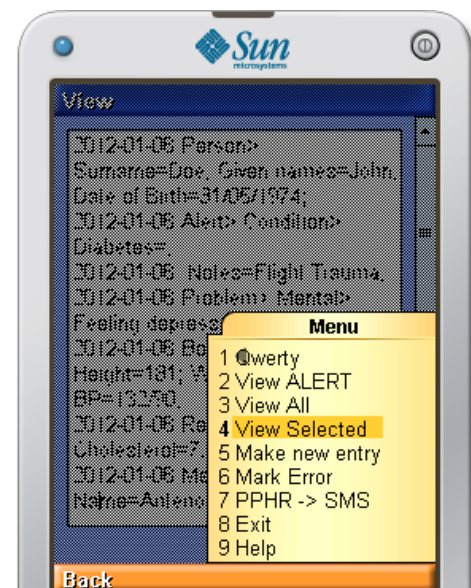 Sun
microsystems
View
2012-01-06 Person>
Surname=Doe, Given names=John,
Date of Birth=31/05/1974;
2012-01-06 Alert> Condition>
Diabetes=,
2012-01-06 Notes=Flight Trauma,
2012-01-06 Problem> Mental>
Feeling depress
2012-01-06 Bo
Height=181; W
BP=132/90,
2012-01-06 Re
Cholesterol=7.
2012-01-06 Me
Name=Anteno
Menu
1 Qwerty
2 View ALERT
3 View All
4 View Selected
5 Make new entry
6 Mark Error
7 PPHR -> SMS
8 Exit
9 Help
Back